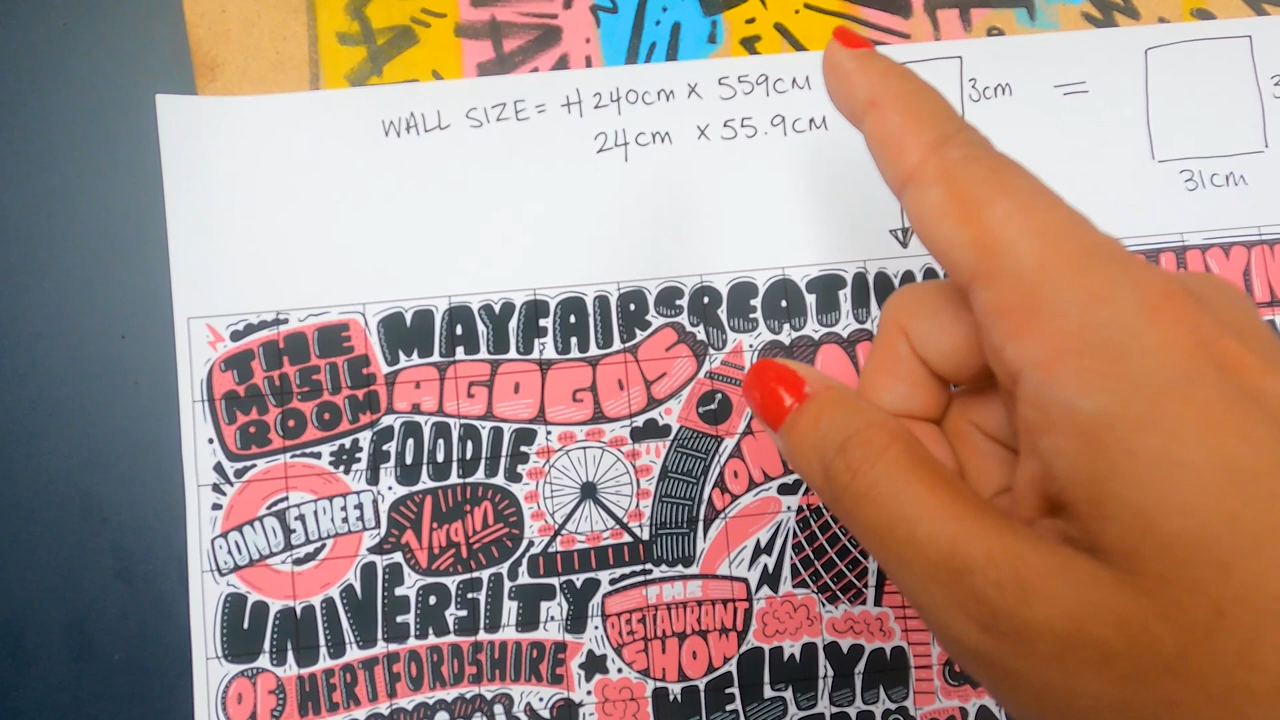 WALL SIZE = H 240cm x 559cm
24cm x 55.9cm
3cm =
31cm
THE MUSIC ROOM
MAYFAIR
AGOGOS
#FOODIE
BOND STREET
Virgin
UNIVERSITY
OF HERTFORDSHIRE
THE
RESTAURANT
SHOW
WELWYN